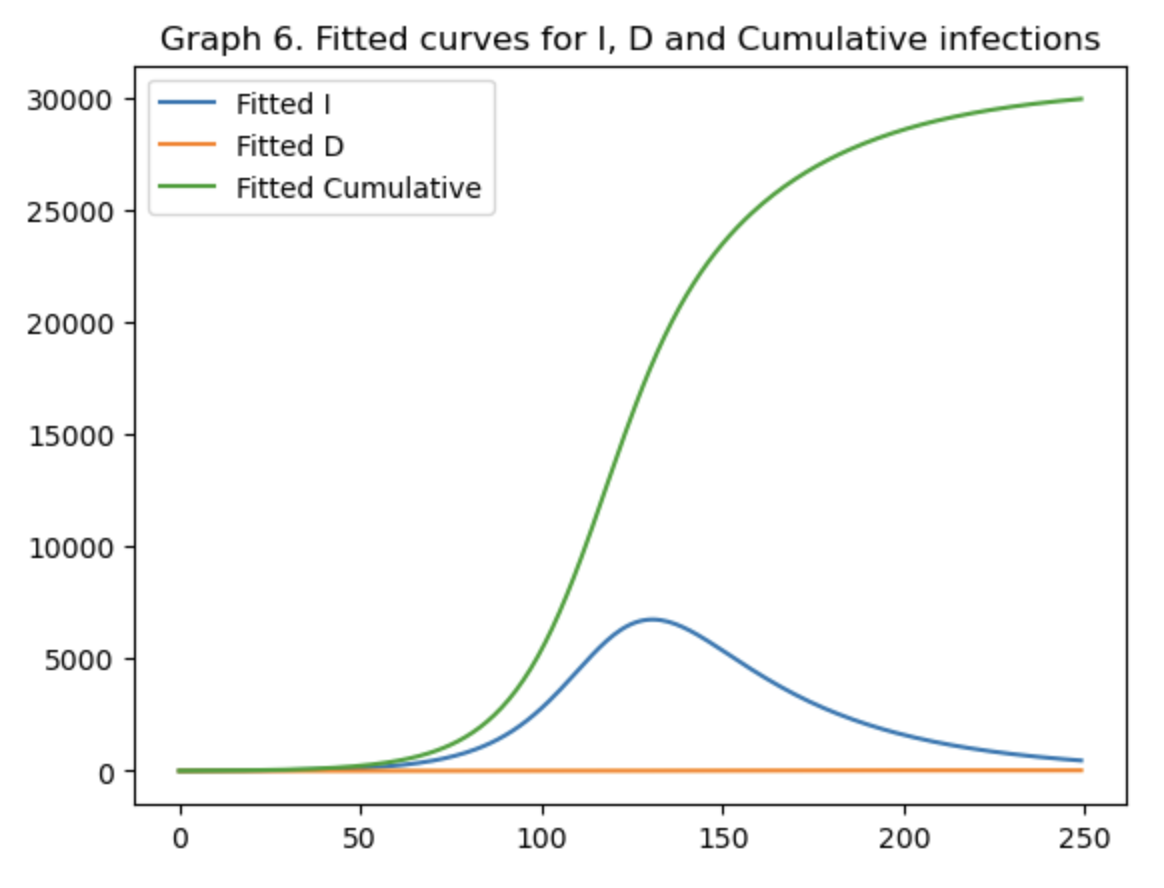 Graph 6. Fitted curves for I, D and Cumulative infections
Fitted I
Fitted D
Fitted Cumulative
30000
25000
20000
15000
10000
5000
0
0 50 100 150 200 250